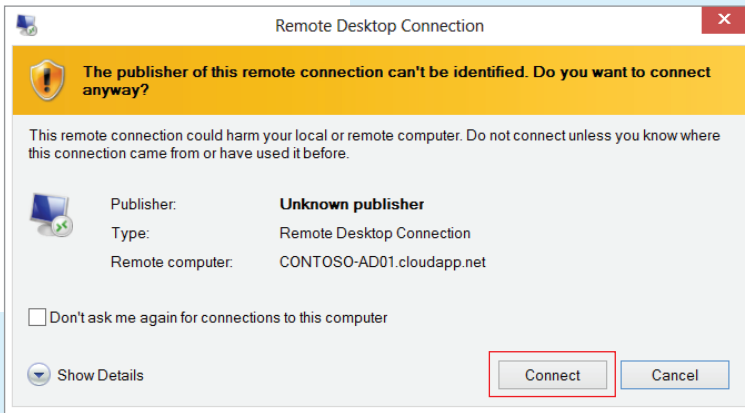 Remote Desktop Connection
The publisher of this remote connection can't be identified. Do you want to connect
anyway?
This remote connection could harm your local or remote computer. Do not connect unless you know where
this connection came from or have used it before.
Publisher: Unknown publisher
Type: Remote Desktop Connection
Remote computer: CONTOSO-AD01.cloudapp.net
Don't ask me again for connections to this computer
Show Details Connect Cancel